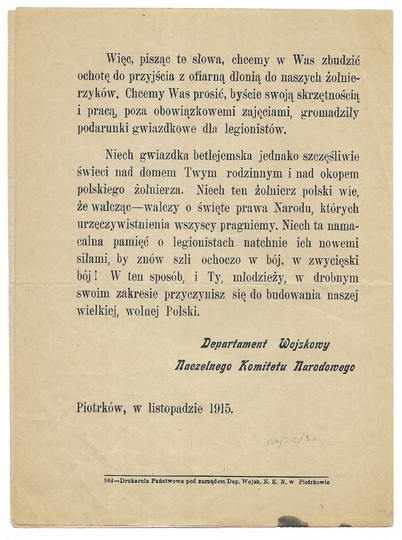 Więc, pisząc te słowa, chcemy w Was zbudzić
ochotę do przyjścia z ofiarną dłonią do naszych żołnie-
rzyków. Chcemy Was prosić, byście swoją skrzętnością
i pracą, poza obowiązkowemi zajęciami, gromadziły
podarunki gwiazdkowe dla legionistów.
Niech gwiazdka betlejemska jednako szczęśliwie
świeci nad domem Twym rodzinnym i nad okopem
polskiego żołnierza. Niech ten żołnierz polski wie,
że walcząc—walczy o święte prawa Narodu, których
urzęczywistnienia wszyscy pragniemy. Niech ta nama-
calna pamięć o legionistach natchnie ich nowemi
siłami, by znów szli ochoczo w bój, w zwycięski
bój! W ten sposób, i Ty, młodzieży, w drobnym
swoim zakresie przyczynisz się do budowania naszej
wielkiej, wolnej Polski.
Departament Wojskowy
Naczelnego Komitetu Narodowego
Piotrków, w listopadzie 1915.
964—Drukarnia Państwowa pod zarządem Dep. Wojsk. N. K. N. w Piotrkowie